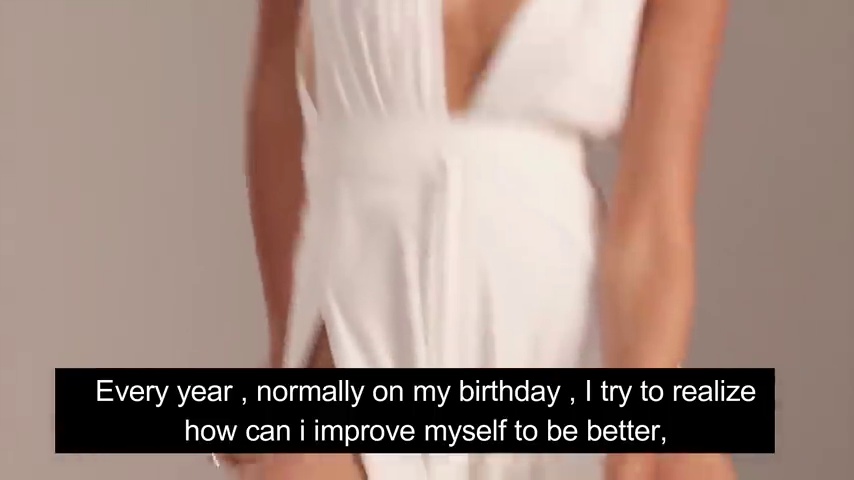 Every year , normally on my birthday , I try to realize
how can i improve myself to be better,